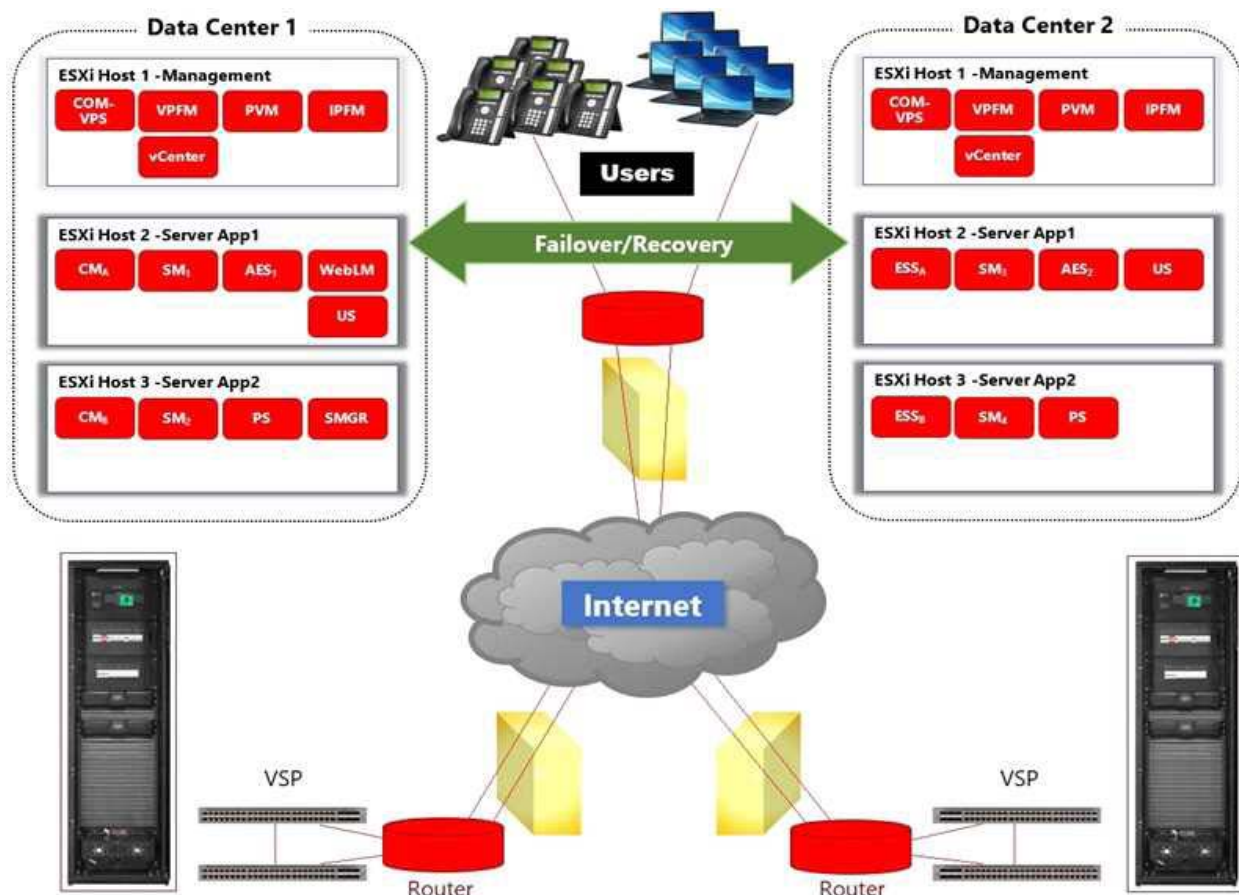 Data Center 1
ESXi Host 1 -Management
COM-
VPS
VPFM
PVM
IPFM
vCenter
ESXi Host 2 -Server App1
CMA
SM1
AES1
WebLM
US
ESXi Host 3 -Server App2
CMB
SM2
PS
SMGR
Users
Failover/Recovery
Data Center 2
ESXi Host 1 -Management
COM-
VPS
VPFM
PVM
IPFM
vCenter
ESXi Host 2 -Server App1
ESSA
SM3
AES2
US
ESXi Host 3 -Server App2
ESSB
SM4
PS
Internet
VSP
Router
VSP
Router